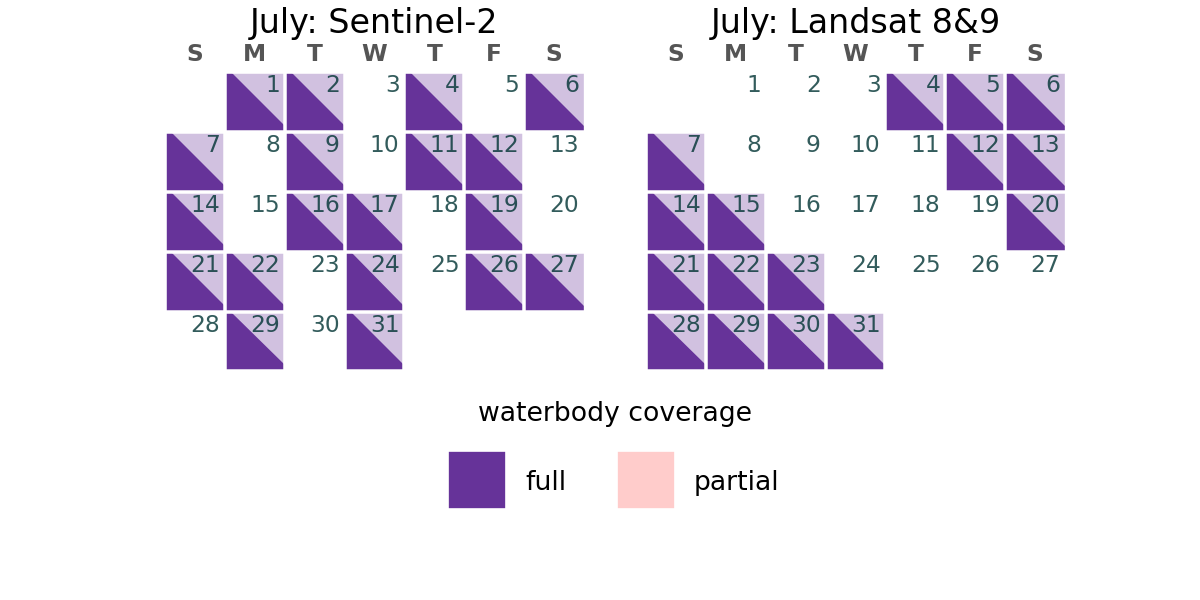 July: Sentinel-2
S M T W T F S
1 2 3 4 5 6
7 8 9 10 11 12 13
14 15 16 17 18 19 20
21 22 23 24 25 26 27
28 29 30 31
July: Landsat 8&9
S M T W T F S
1 2 3 4 5 6
7 8 9 10 11 12 13
14 15 16 17 18 19 20
21 22 23 24 25 26 27
28 29 30 31
waterbody coverage
full partial